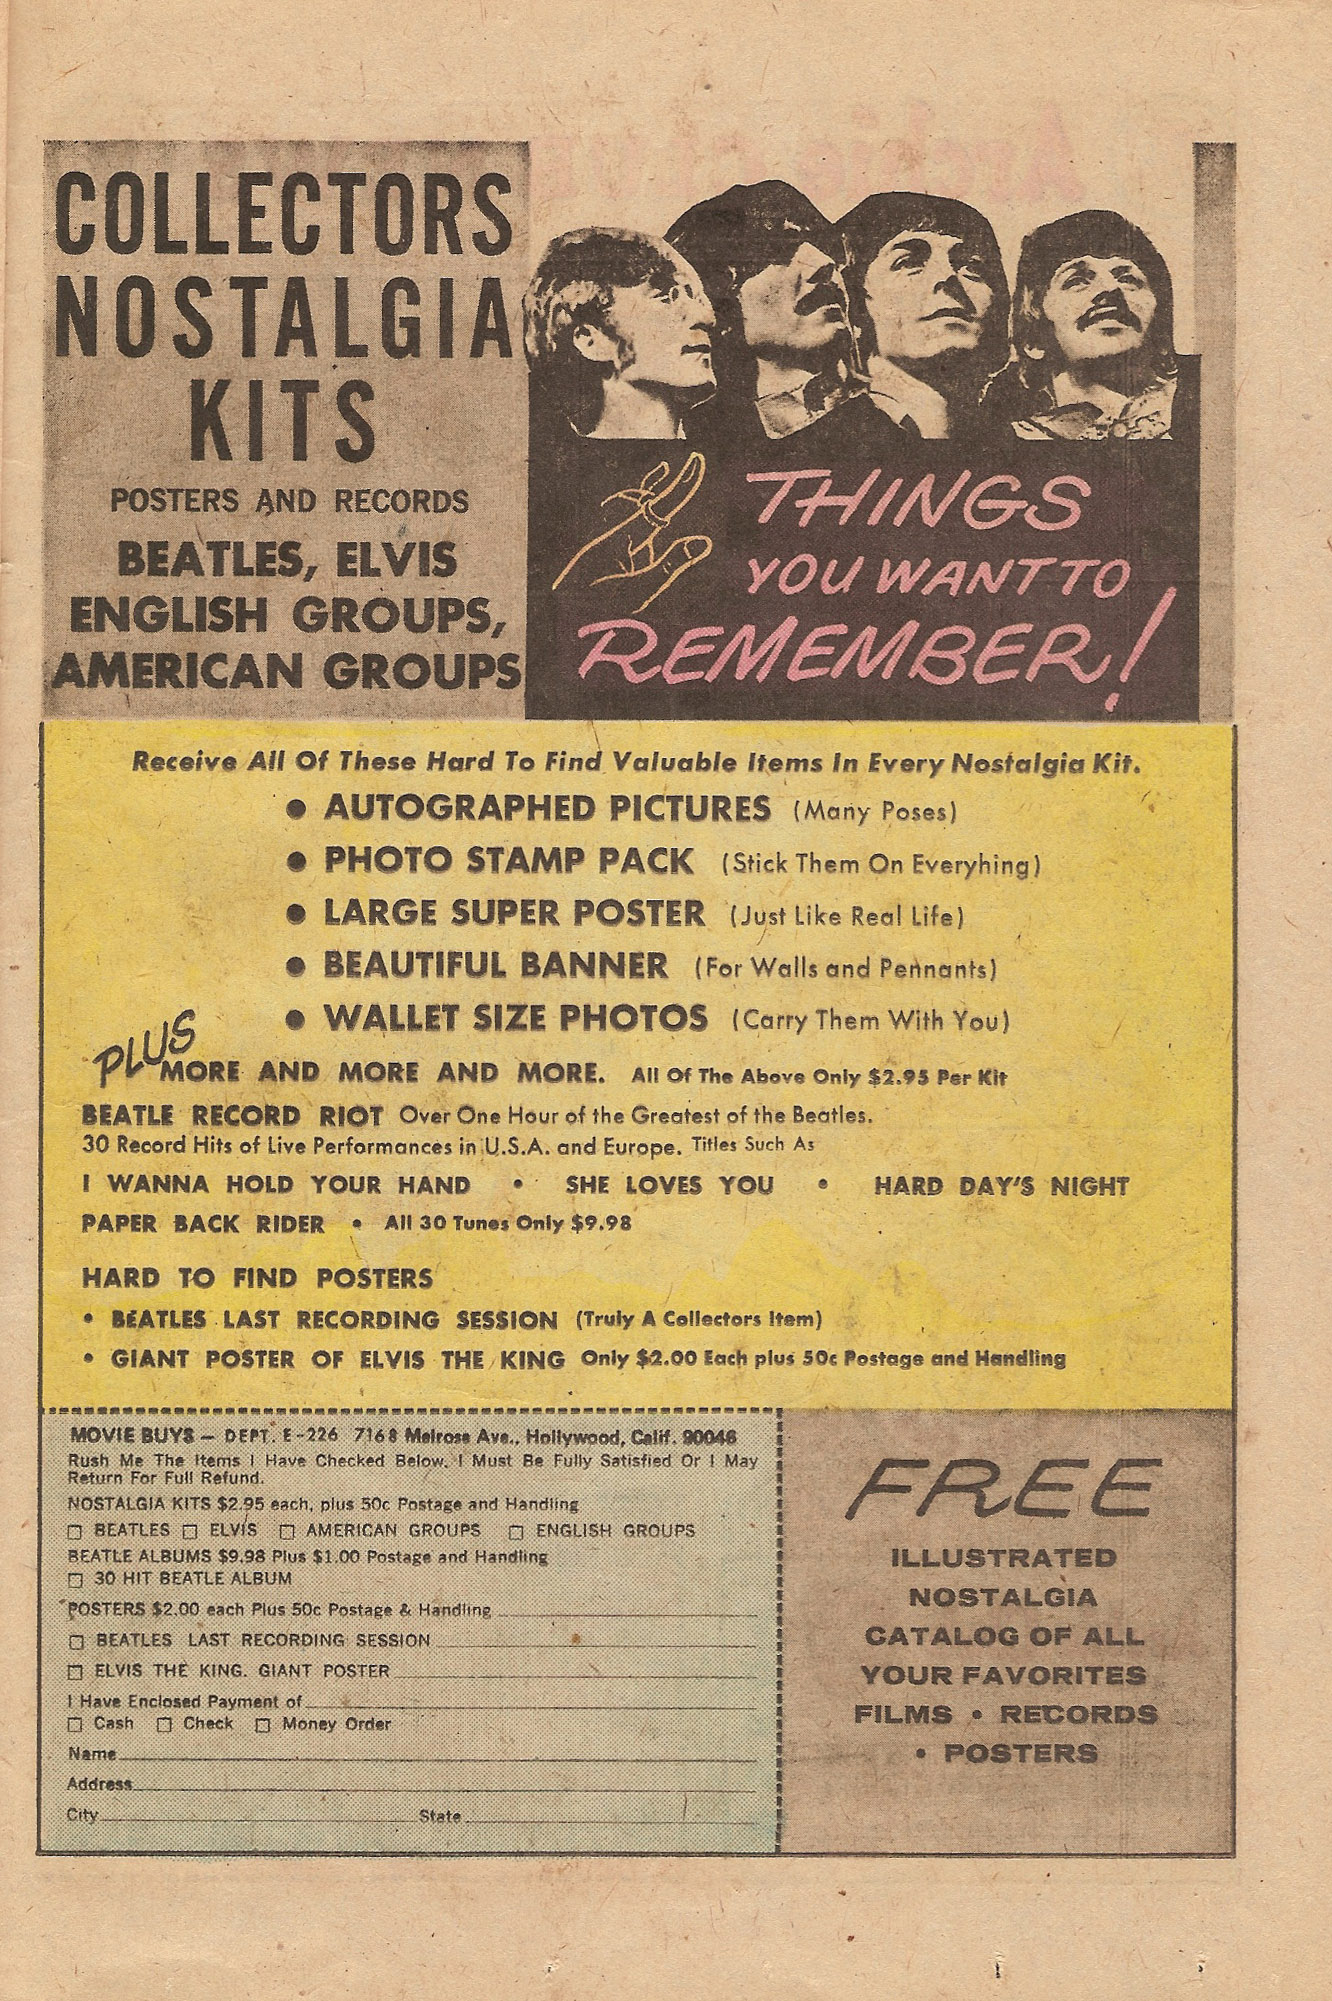 COLLECTORS
NOSTALGIA
KITS
POSTERS AND RECORDS
BEATLES, ELVIS
ENGLISH GROUPS,
AMERICAN GROUPS
THINGS
YOU WANT TO
REMEMBER!
Receive All Of These Hard To Find Valuable Items In Every Nostalgia Kit.
• AUTOGRAPHED PICTURES (Many Poses)
• PHOTO STAMP PACK (Stick Them On Everyhing)
• LARGE SUPER POSTER (Just Like Real Life)
• BEAUTIFUL BANNER (For Walls and Pennants)
• WALLET SIZE PHOTOS (Carry Them With You)
PLUS
MORE AND MORE AND MORE. All Of The Above Only $2.95 Per Kit
BEATLE RECORD RIOT Over One Hour of the Greatest of the Beatles.
30 Record Hits of Live Performances in U.S.A. and Europe. Titles Such As
I WANNA HOLD YOUR HAND • SHE LOVES YOU • HARD DAY'S NIGHT
PAPER BACK RIDER • All 30 Tunes Only $9.98
HARD TO FIND POSTERS
• BEATLES LAST RECORDING SESSION (Truly A Collectors Item)
• GIANT POSTER OF ELVIS THE KING Only $2.00 Each plus 50c Postage and Handling
MOVIE BUYS — DEPT. E-226 7168 Melrose Ave., Hollywood, Calif. 90046
Rush Me The Items I Have Checked Below. I Must Be Fully Satisfied Or I May
Return For Full Refund.
NOSTALGIA KITS $2.95 each, plus 50c Postage and Handling
□ BEATLES □ ELVIS □ AMERICAN GROUPS □ ENGLISH GROUPS
BEATLE ALBUMS $9.98 Plus $1.00 Postage and Handling
□ 30 HIT BEATLE ALBUM
POSTERS $2.00 each Plus 50c Postage & Handling
□ BEATLES LAST RECORDING SESSION
□ ELVIS THE KING. GIANT POSTER
I Have Enclosed Payment of
□ Cash □ Check □ Money Order
Name
Address
City State
FREE
ILLUSTRATED
NOSTALGIA
CATALOG OF ALL
YOUR FAVORITES
FILMS • RECORDS
• POSTERS